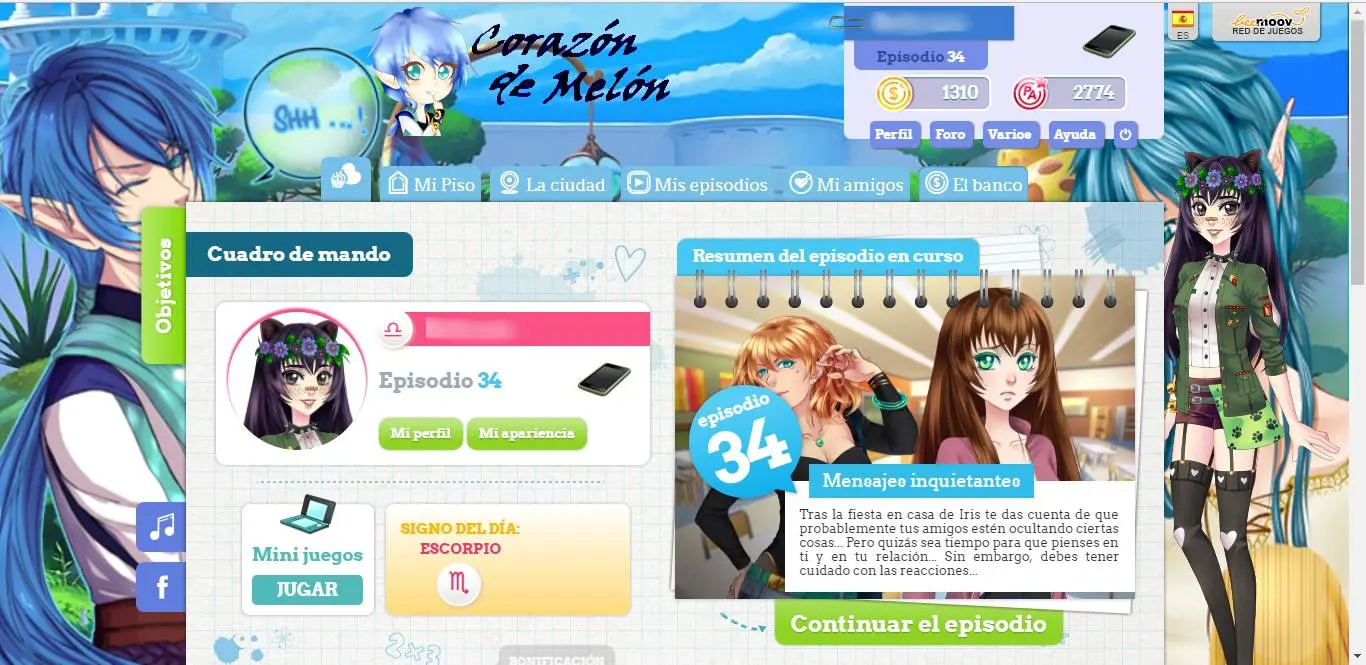 Corazón
de Melón
SHH ...!
Episodio 34
1310
2774
Perfil
Foro
Varios
Ayuda
ES
beemoov
RED DE JUEGOS
Mi Piso
La ciudad
Mis episodios
Mi amigos
El banco
Objetivos
Cuadro de mando
Episodio 34
Mi perfil
Mi apariencia
Mini juegos
JUGAR
SIGNO DEL DÍA:
ESCORPIO
Resumen del episodio en curso
episodio
34
Mensajes inquietantes
Tras la fiesta en casa de Iris te das cuenta de que
probablemente tus amigos estén ocultando ciertas
cosas... Pero quizás sea tiempo para que pienses en
ti y en tu relación... Sin embargo, debes tener
cuidado con las reacciones...
Continuar el episodio
2x3
BONIFICACIÓN